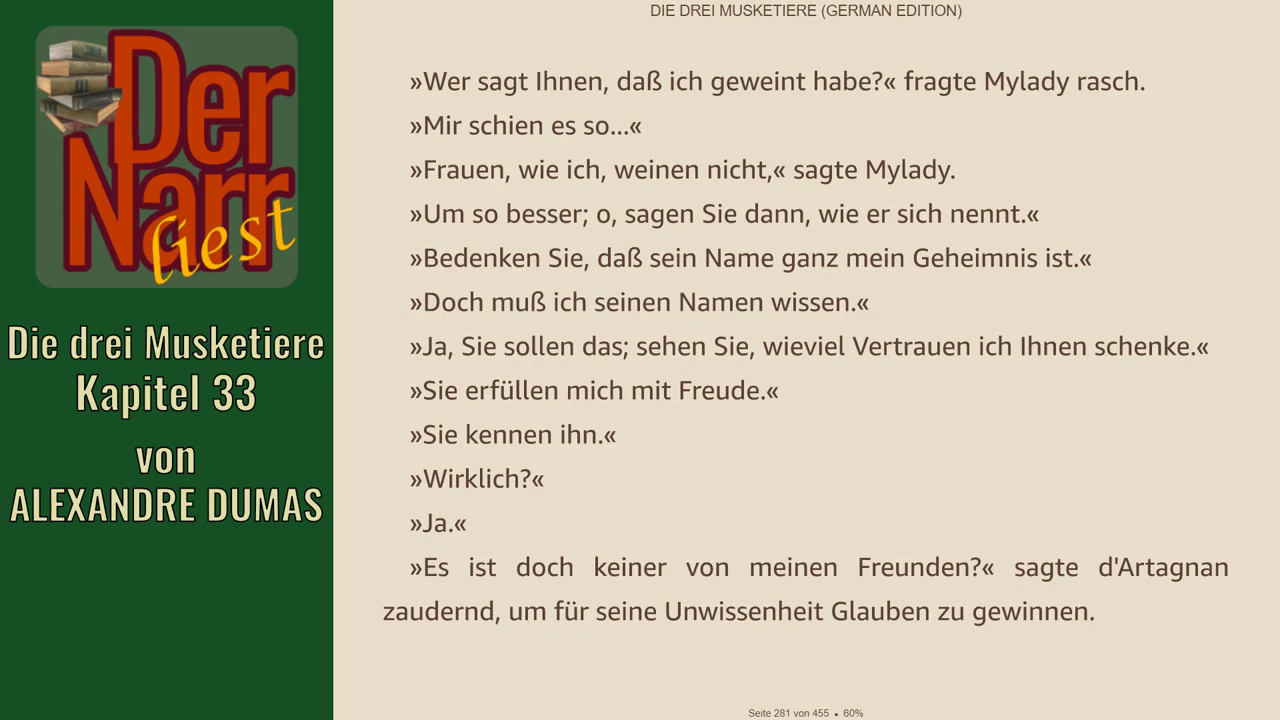 Der
Narr
liest
Die drei Musketiere
Kapitel 33
von
ALEXANDRE DUMAS
DIE DREI MUSKETIERE (GERMAN EDITION)
»Wer sagt Ihnen, daß ich geweint habe?« fragte Mylady rasch.
»Mir schien es so...«
»Frauen, wie ich, weinen nicht,« sagte Mylady.
»Um so besser; o, sagen Sie dann, wie er sich nennt.«
»Bedenken Sie, daß sein Name ganz mein Geheimnis ist.«
»Doch muß ich seinen Namen wissen.«
»Ja, Sie sollen das; sehen Sie, wieviel Vertrauen ich Ihnen schenke.«
»Sie erfüllen mich mit Freude.«
»Sie kennen ihn.«
»Wirklich?«
»Ja.«
»Es ist doch keiner von meinen Freunden?« sagte d'Artagnan
zaudernd, um für seine Unwissenheit Glauben zu gewinnen.
Seite 281 von 455 • 60%